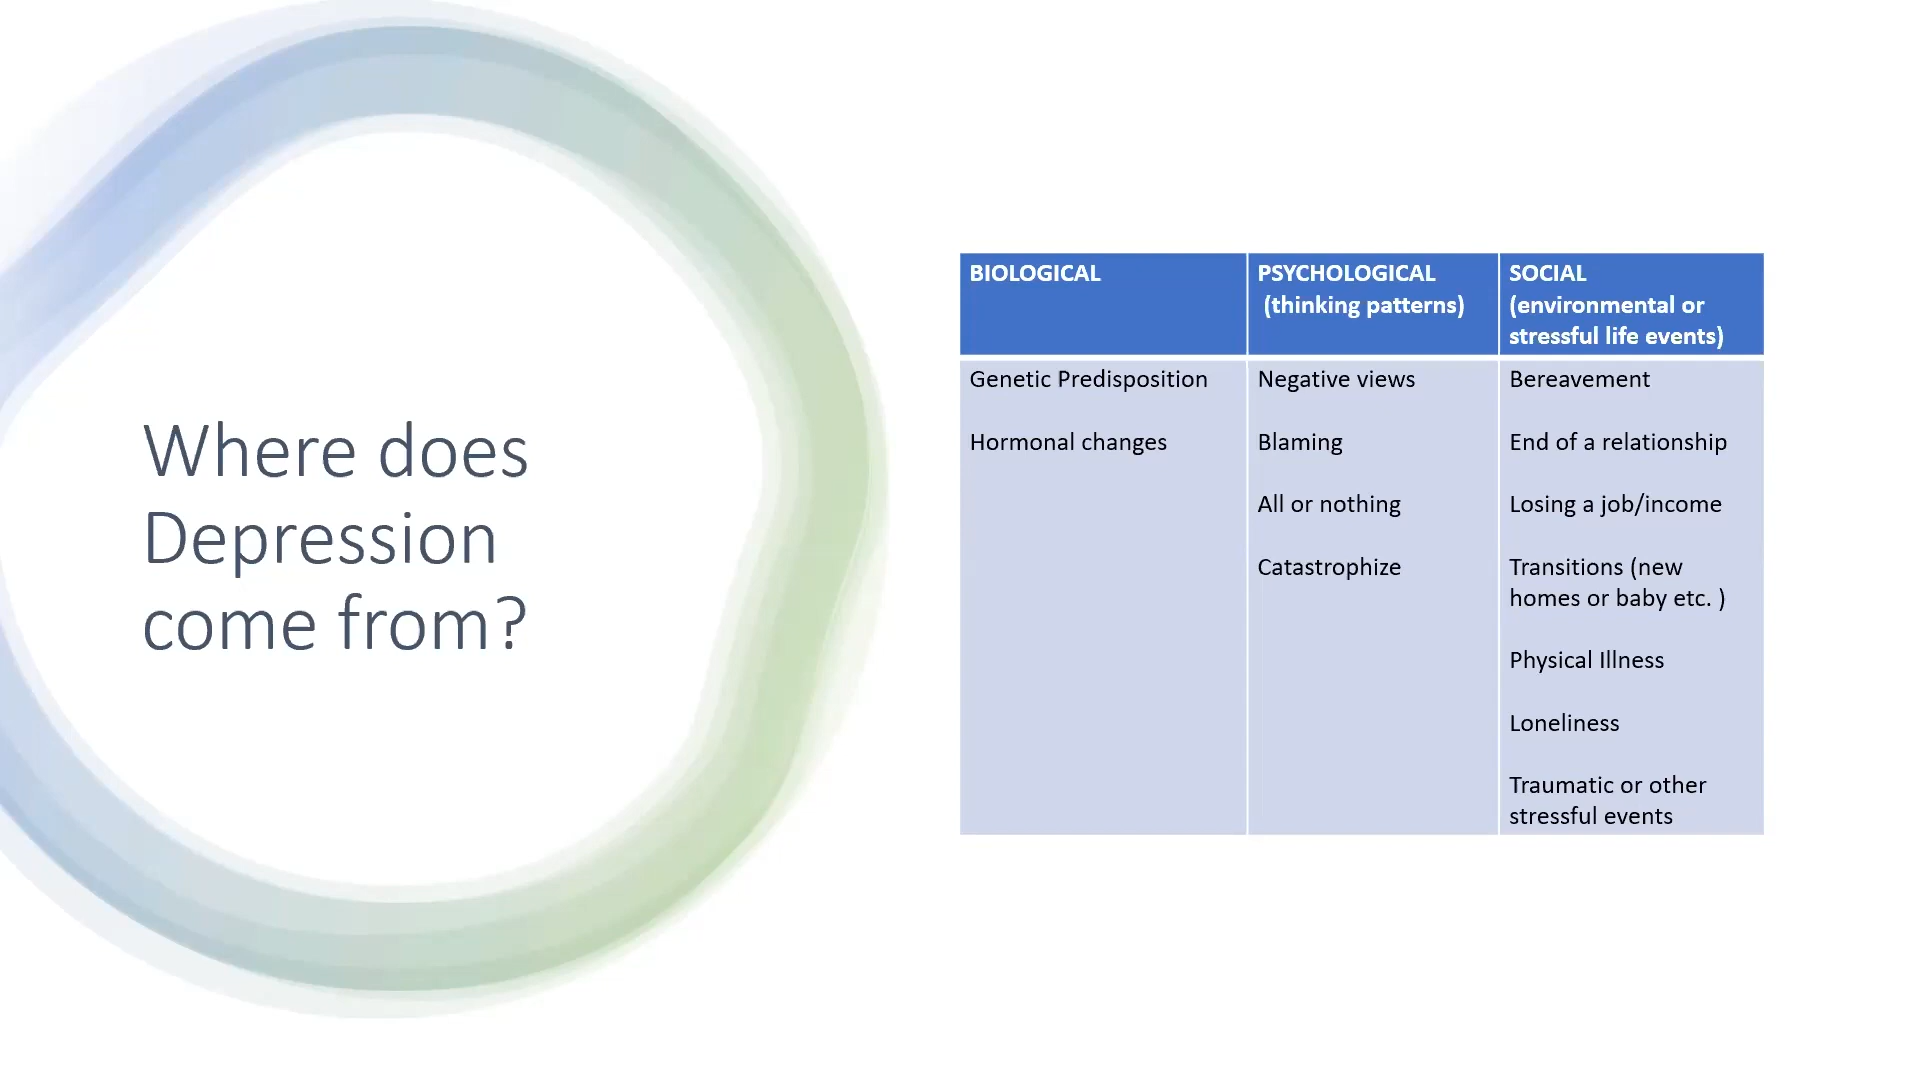 Where does
Depression
come from?
BIOLOGICAL
PSYCHOLOGICAL
(thinking patterns)
SOCIAL
(environmental or
stressful life events)
Genetic Predisposition
Hormonal changes
Negative views
Blaming
All or nothing
Catastrophize
Bereavement
End of a relationship
Losing a job/income
Transitions (new
homes or baby etc. )
Physical Illness
Loneliness
Traumatic or other
stressful events